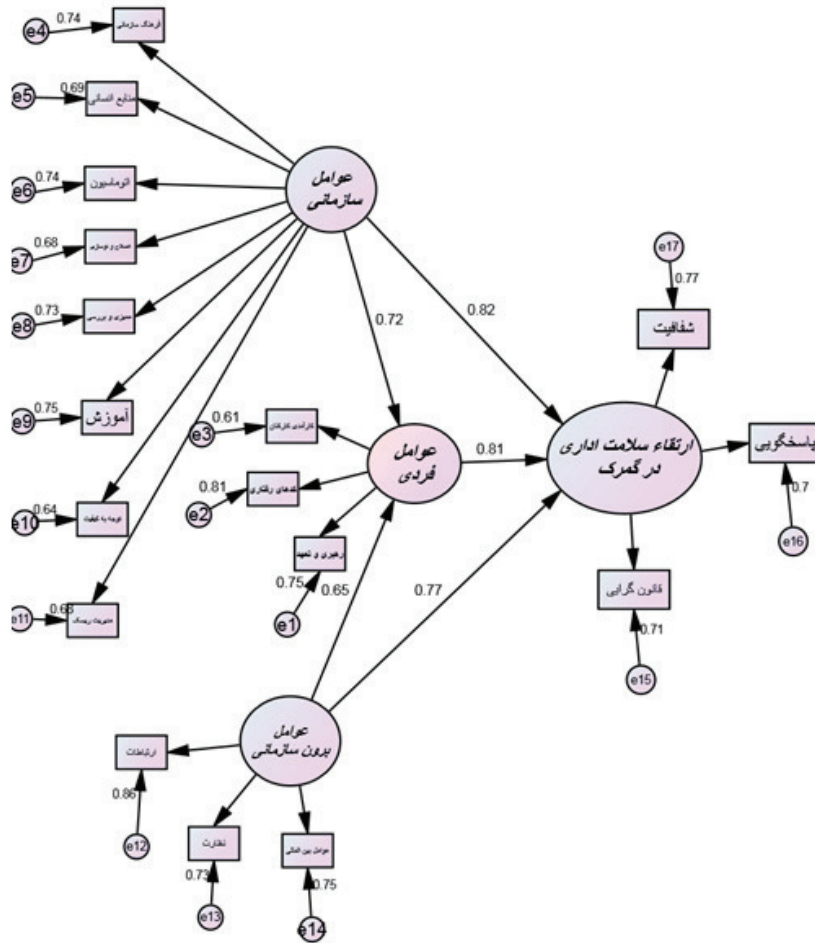 e4
0.74
فرهنگ سازمانی
e5
0.69
منابع انسانی
e6
0.74
اتوماسیون
e7
0.68
اصلاح و نوسازی
e8
0.73
ممیزی و بررسی
e9
0.75
آموزش
e10
0.64
توجه به کیفیت
e11
0.68
مدیریت ریسک
عوامل
سازمانی
0.72
0.82
e17
0.77
شفافیت
e3
0.61
کارآمدی کارکنان
e2
0.81
کدهای رفتاری
رهبری و تعهد
0.75
e1
عوامل
فردی
0.81
0.65
0.77
ارتقاء سلامت اداری
در گمرک
پاسخگویی
0.7
e16
قانون گرایی
0.71
e15
عوامل
برون سازمانی
ارتباطات
0.86
e12
نظارت
0.73
e13
عوامل بین المللی
0.75
e14